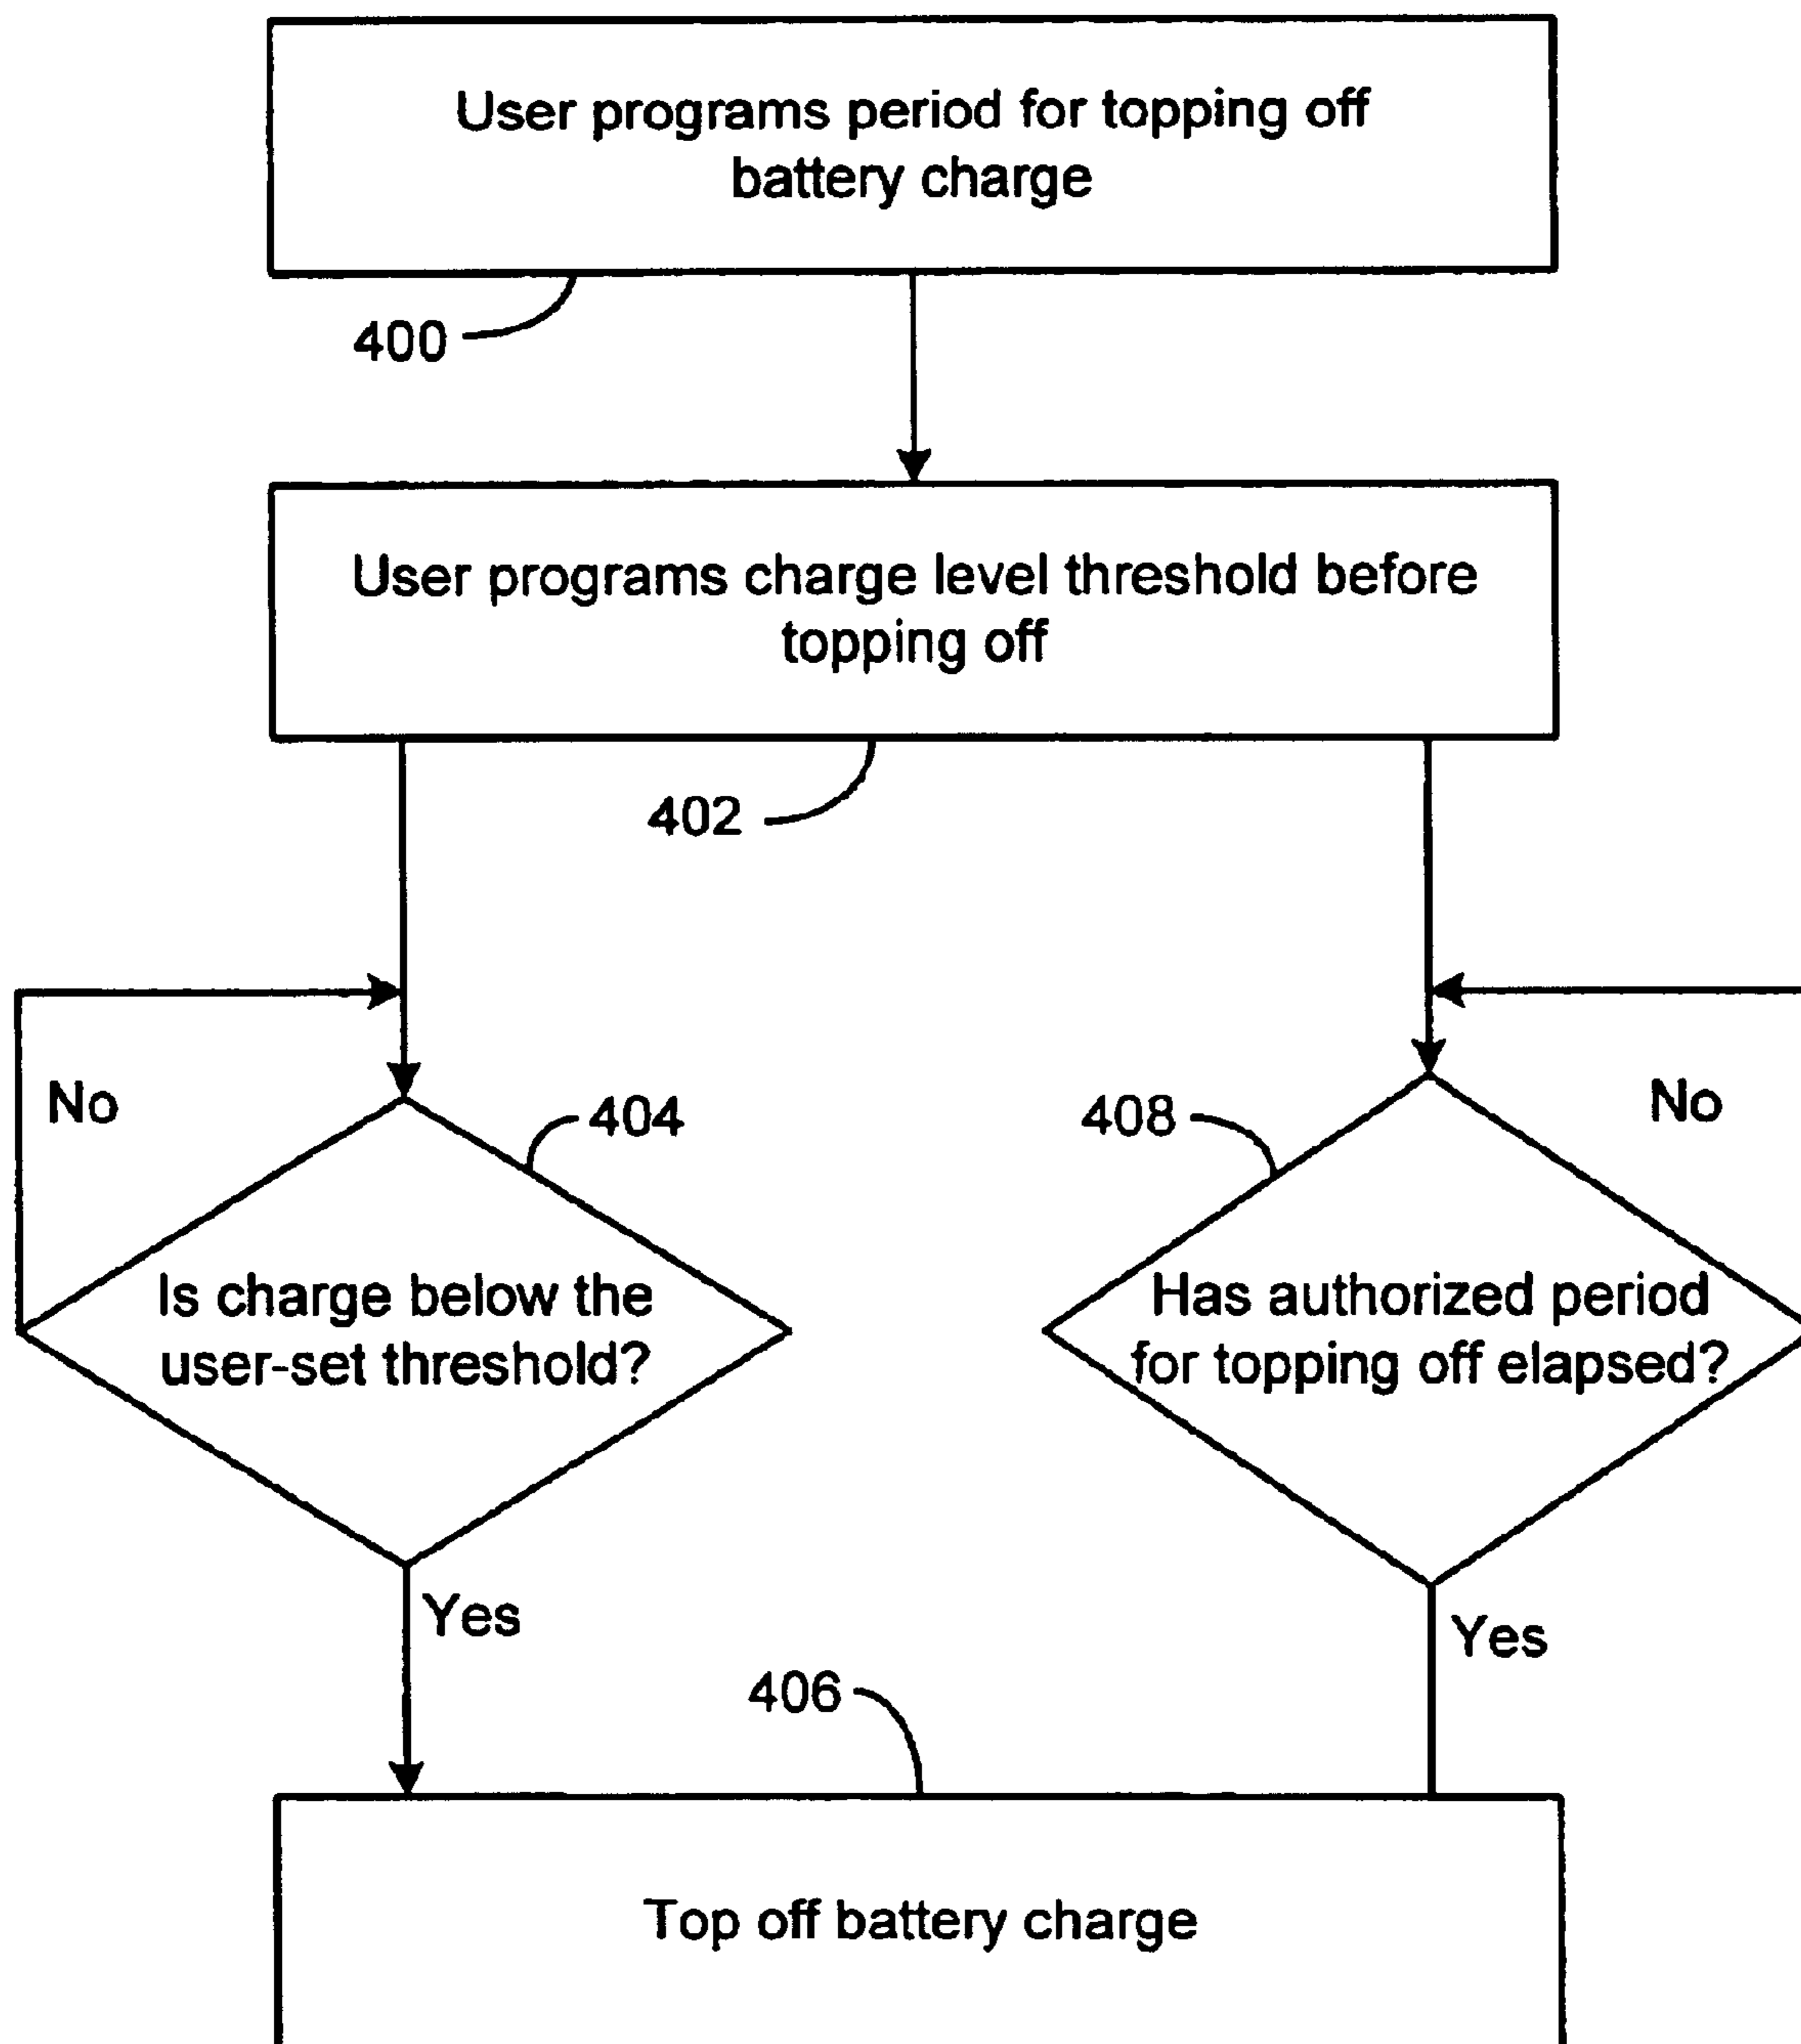 User programs period for topping off
battery charge
400
User programs charge level threshold before
topping off
402
No
404
408
No
Is charge below the
user-set threshold?
Has authorized period
for topping off elapsed?
Yes
Yes
406
Top off battery charge